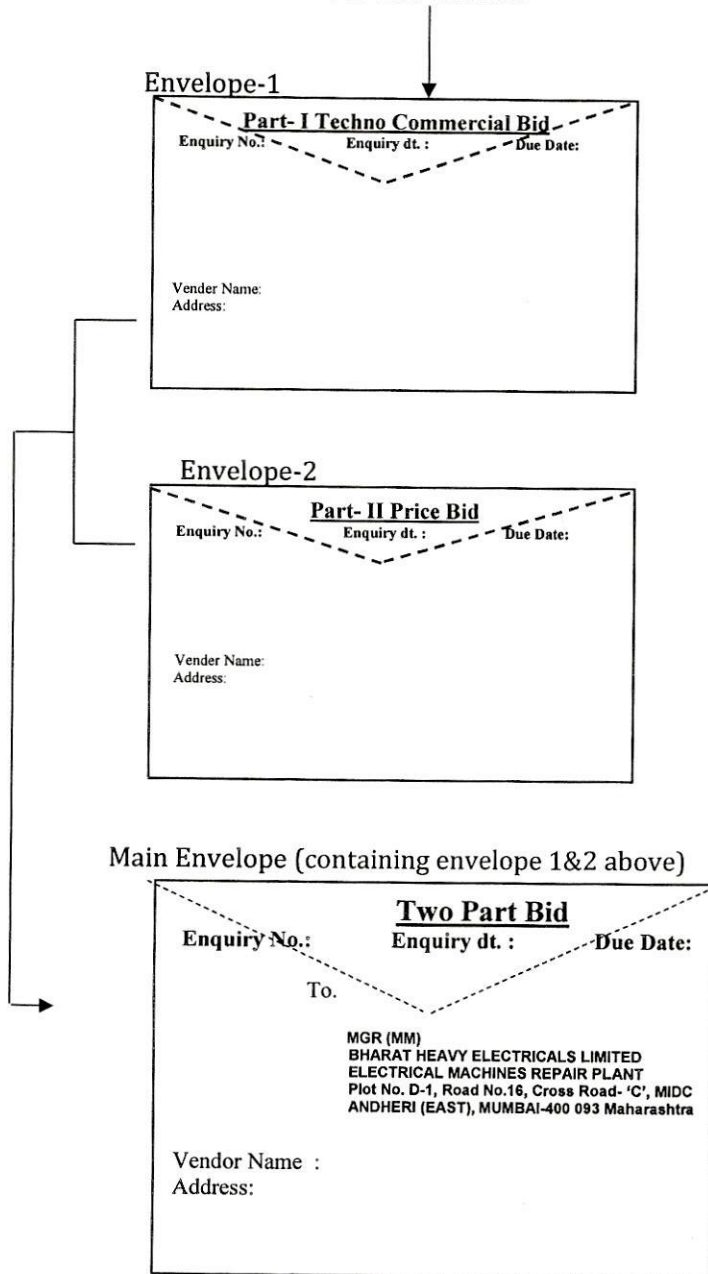 Envelope-1
Part- I Techno Commercial Bid
Enquiry No.: Enquiry dt. : Due Date:
Vender Name:
Address:
Envelope-2
Part- II Price Bid
Enquiry No.: Enquiry dt. : Due Date:
Vender Name:
Address:
Main Envelope (containing envelope 1&2 above)
Two Part Bid
Enquiry No.: Enquiry dt. : Due Date:
To.
MGR (MM)
BHARAT HEAVY ELECTRICALS LIMITED
ELECTRICAL MACHINES REPAIR PLANT
Plot No. D-1, Road No.16, Cross Road- ‘C’, MIDC
ANDHERI (EAST), MUMBAI-400 093 Maharashtra
Vendor Name :
Address: